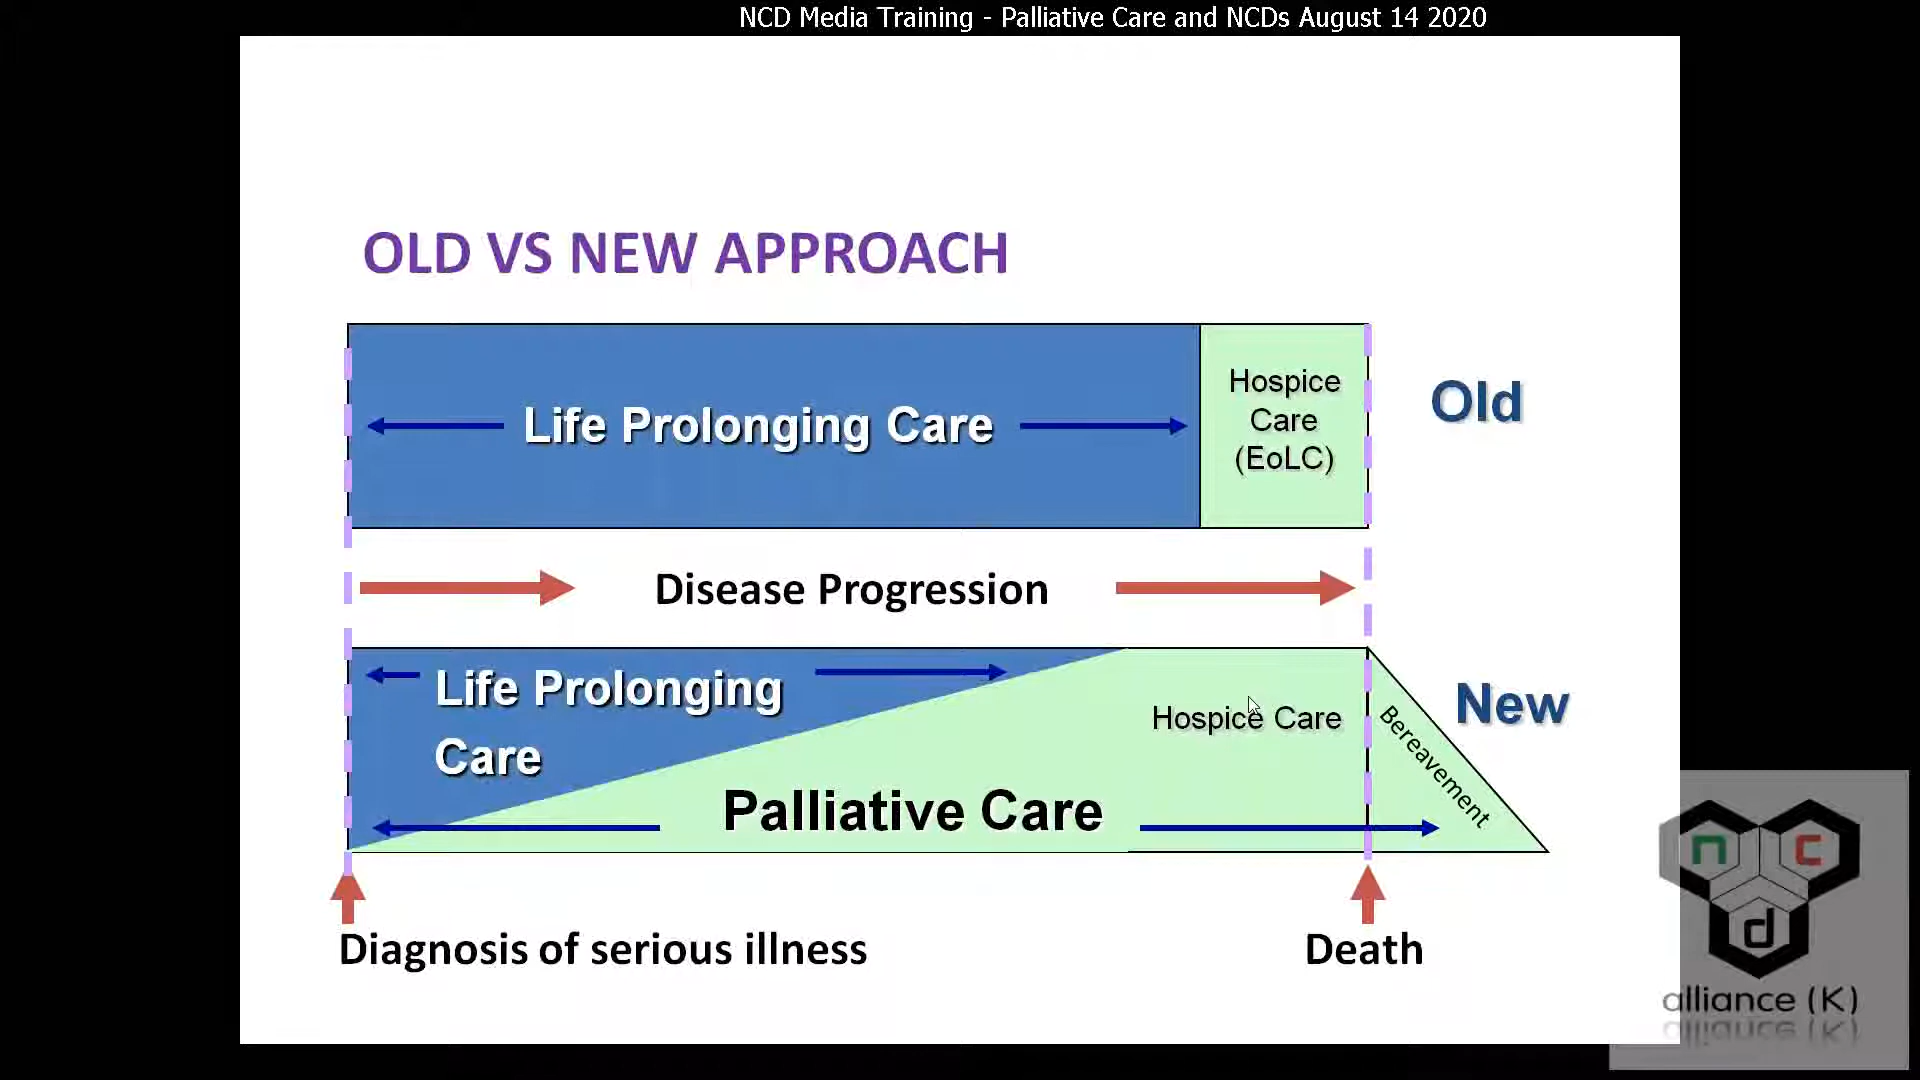 NCD Media Training - Palliative Care and NCDs August 14 2020
OLD VS NEW APPROACH
Life Prolonging Care
Hospice
Care
(EoLC)
Old
Disease Progression
Life Prolonging
Care
Hospice Care
Palliative Care
Bereavement
New
Diagnosis of serious illness
Death
n c
d
alliance (K)